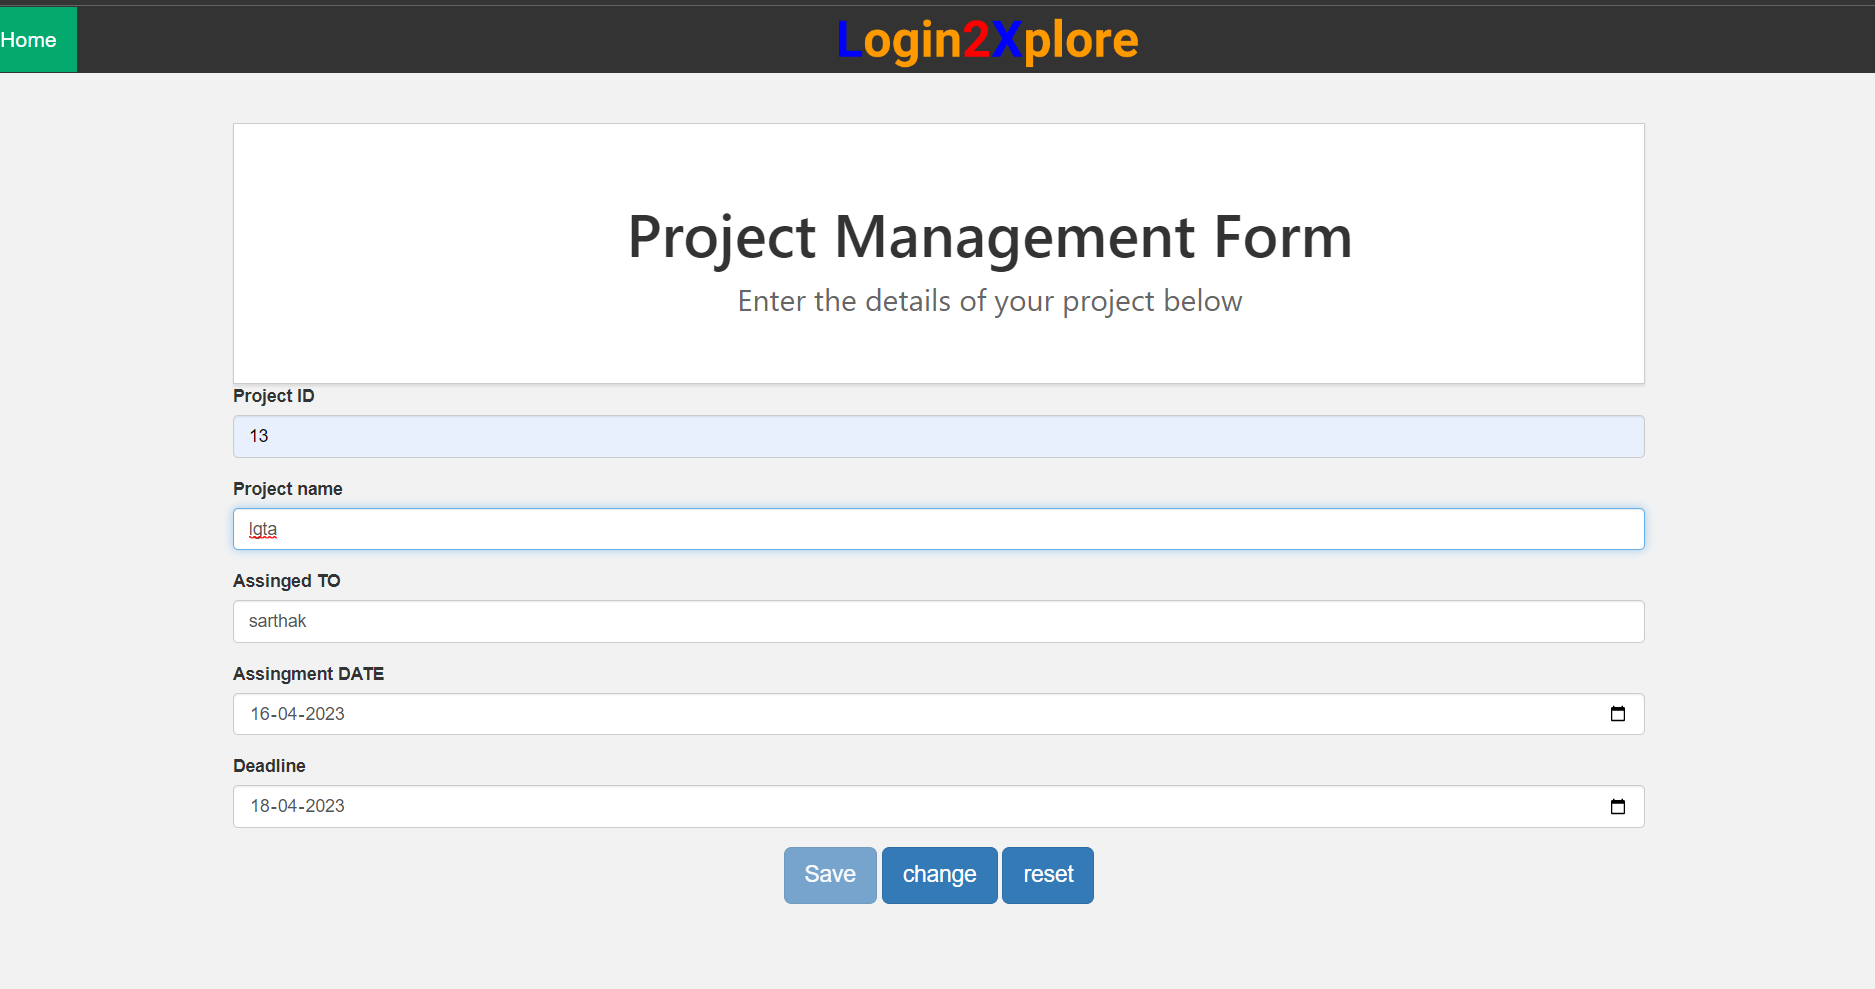 Home
Login2Xplore
Project Management Form
Enter the details of your project below
Project ID
13
Project name
lgta
Assinged TO
sarthak
Assingment DATE
16-04-2023
Deadline
18-04-2023
Save change reset